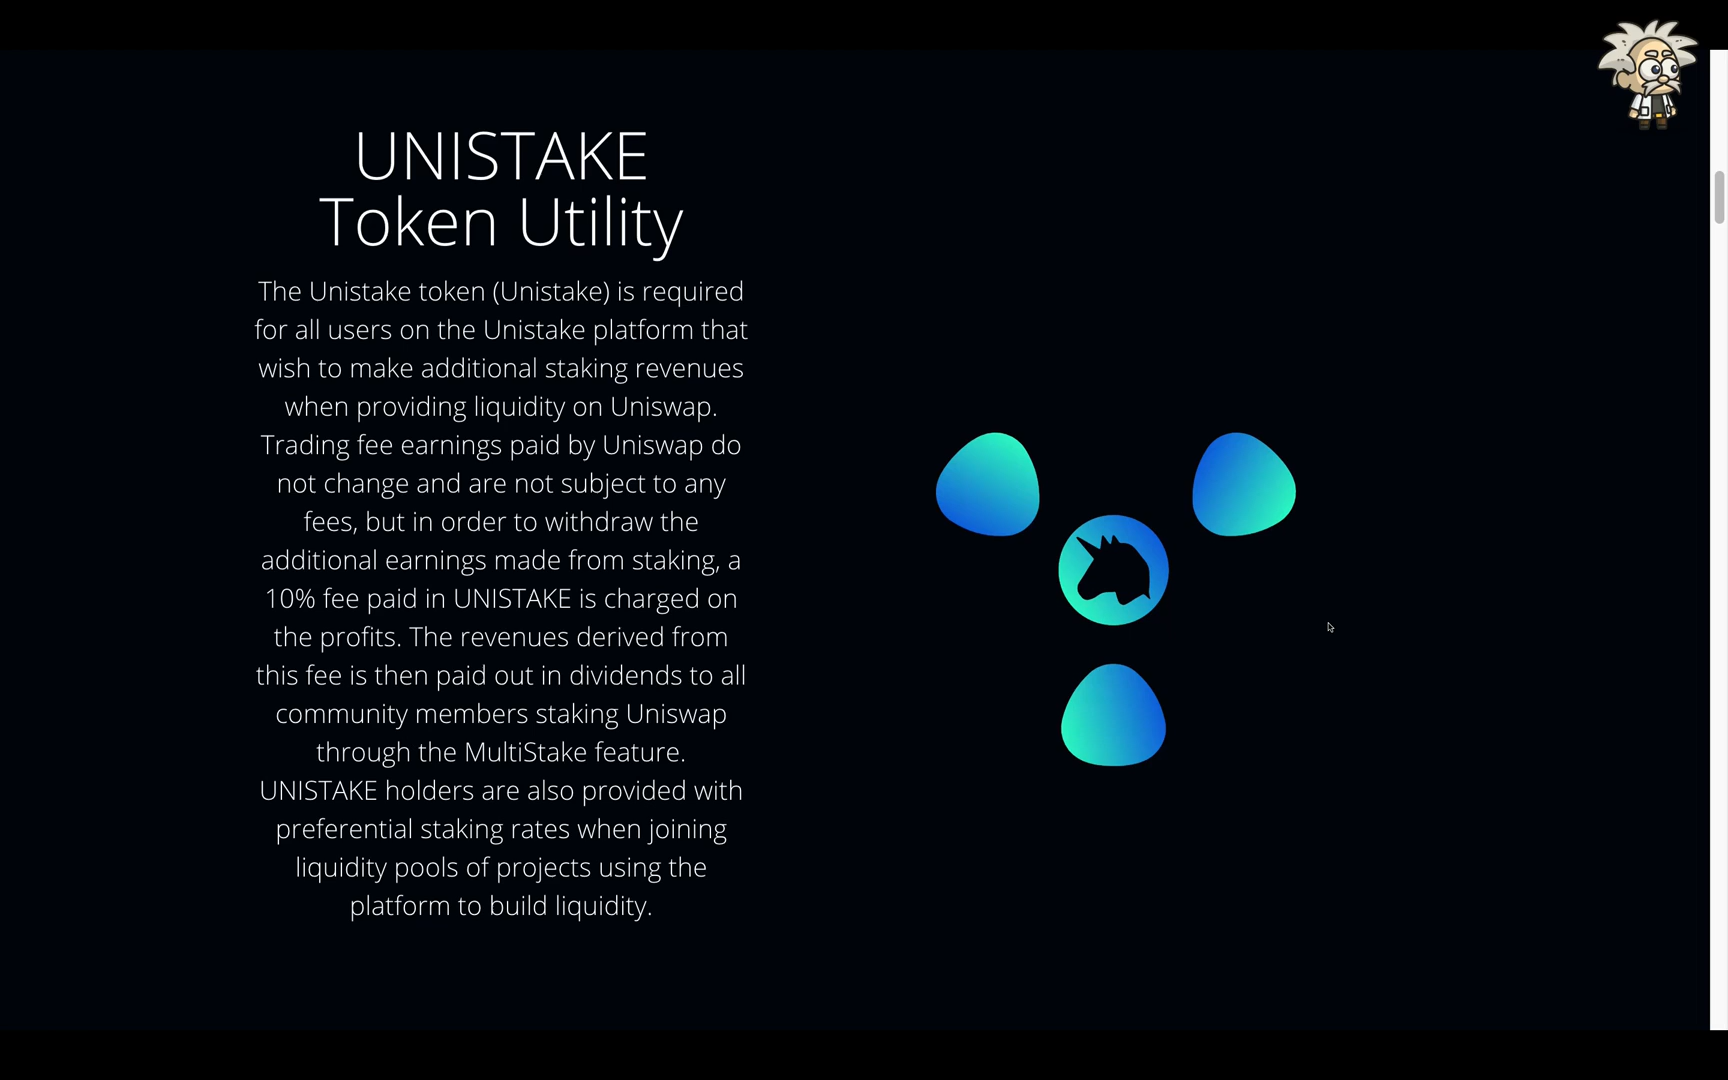 UNISTAKE
Token Utility
The Unistake token (Unistake) is required
for all users on the Unistake platform that
wish to make additional staking revenues
when providing liquidity on Uniswap.
Trading fee earnings paid by Uniswap do
not change and are not subject to any
fees, but in order to withdraw the
additional earnings made from staking, a
10% fee paid in UNISTAKE is charged on
the profits. The revenues derived from
this fee is then paid out in dividends to all
community members staking Uniswap
through the MultiStake feature.
UNISTAKE holders are also provided with
preferential staking rates when joining
liquidity pools of projects using the
platform to build liquidity.